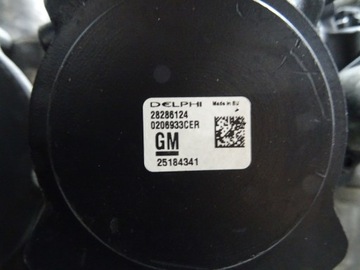 DELPHI Made in EU
28286124
0206933CER
GM
25184341